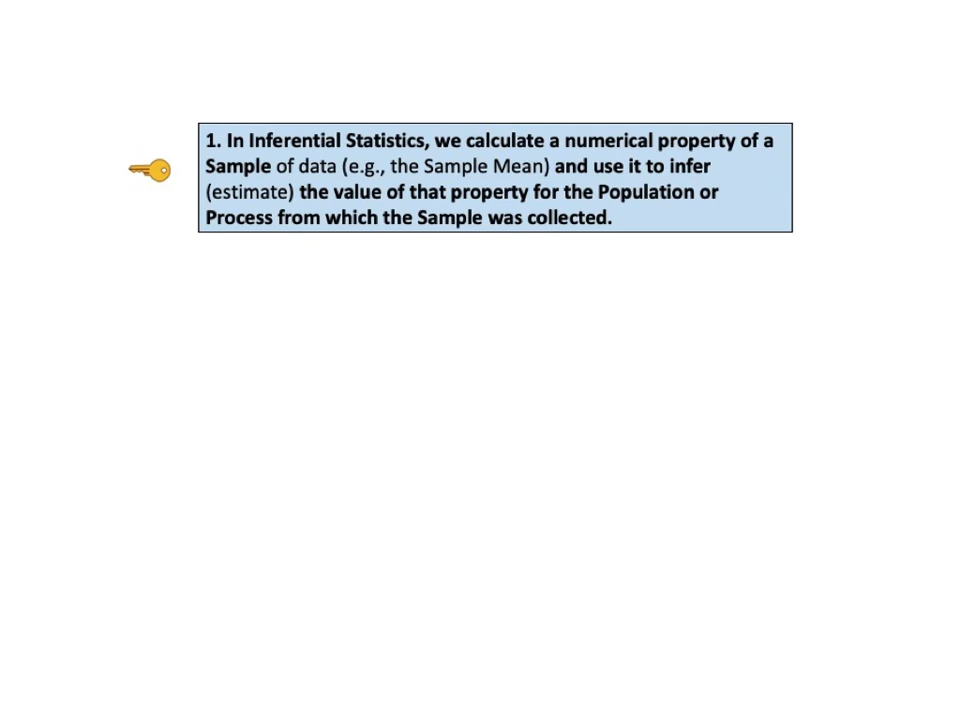 1. In Inferential Statistics, we calculate a numerical property of a
Sample of data (e.g., the Sample Mean) and use it to infer
(estimate) the value of that property for the Population or
Process from which the Sample was collected.